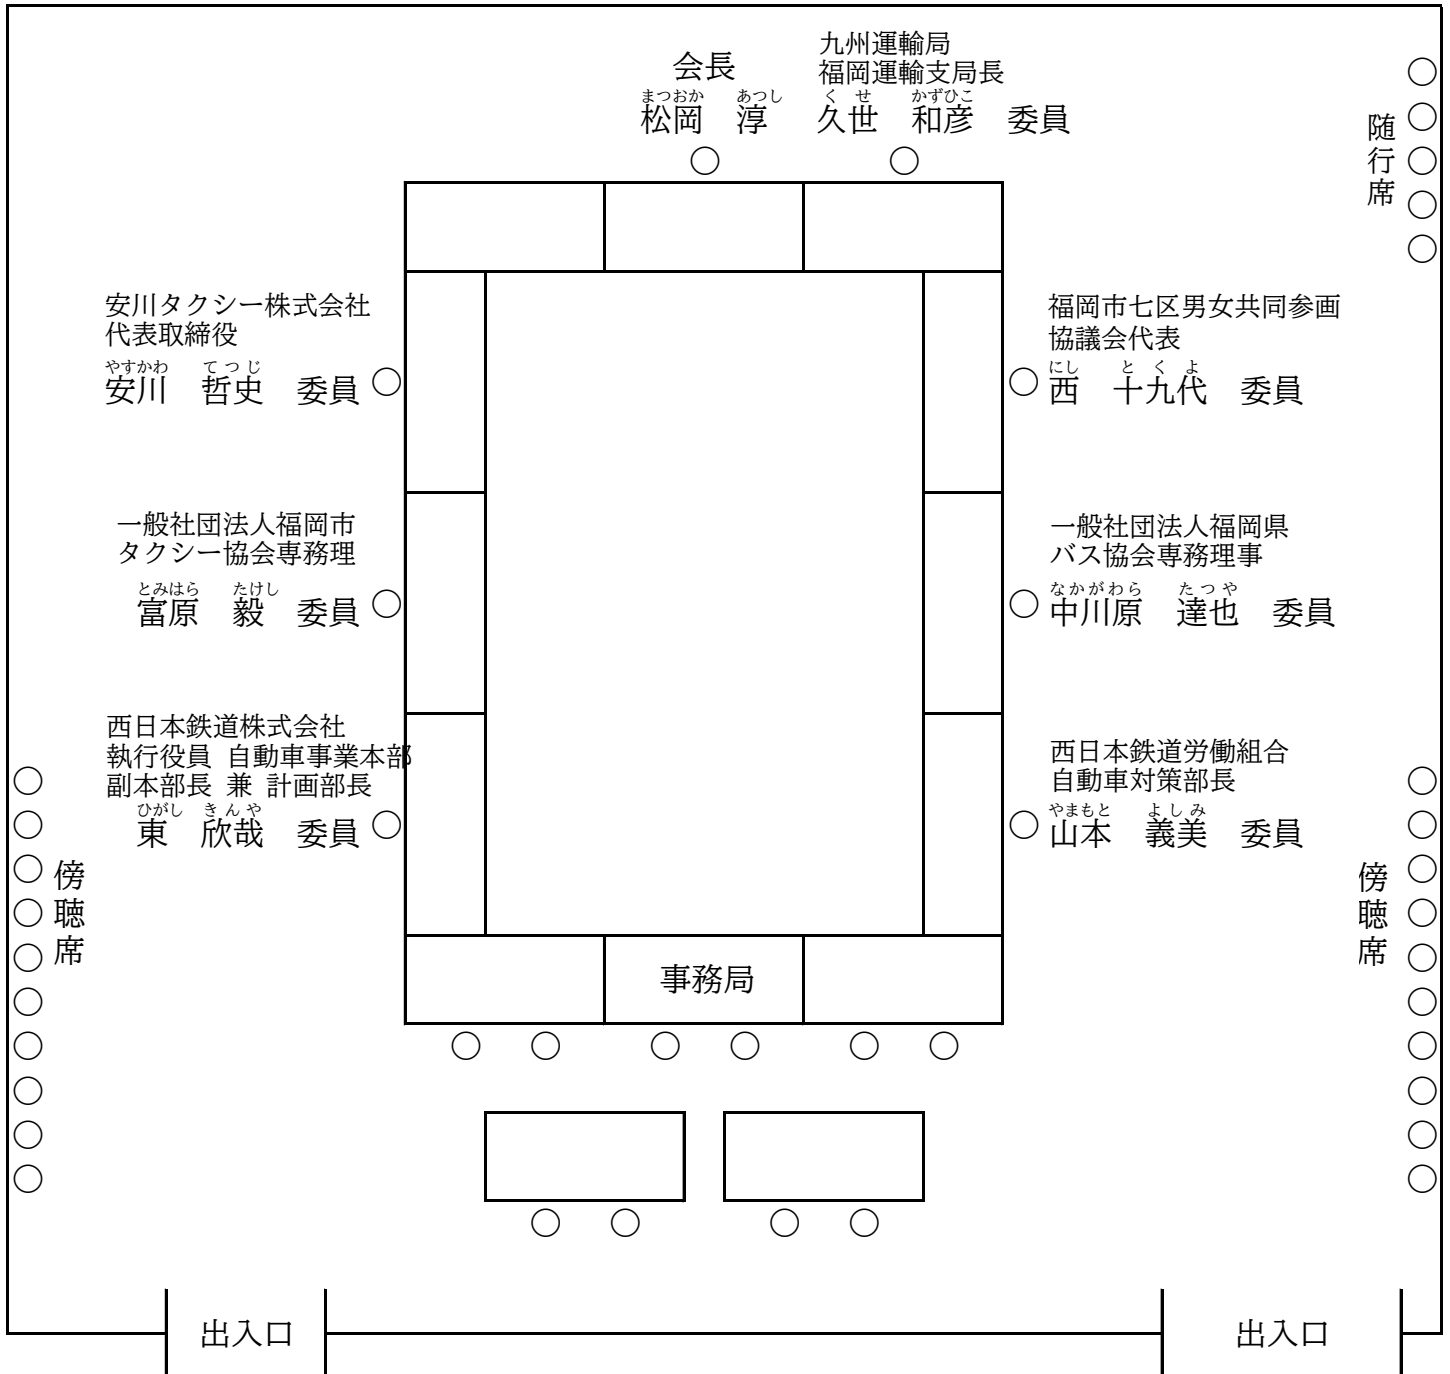 会長
まつおか　あつし
松岡　淳
九州運輸局
福岡運輸支局長
くせ　かずひこ
久世　和彦　委員
随行席
安川タクシー株式会社
代表取締役
やすかわ　てつじ
安川　哲史　委員
福岡市七区男女共同参画
協議会代表
にし　とくよ
西　十九代　委員
一般社団法人福岡市
タクシー協会専務理
とみはら　たけし
富原　毅　委員
一般社団法人福岡県
バス協会専務理事
なかがわら　たつや
中川原　達也　委員
西日本鉄道株式会社
執行役員 自動車事業本部
副本部長 兼 計画部長
ひがし　きんや
東　欣哉　委員
西日本鉄道労働組合
自動車対策部長
やまもと　よしみ
山本　義美　委員
傍聴席
傍聴席
事務局
出入口
出入口